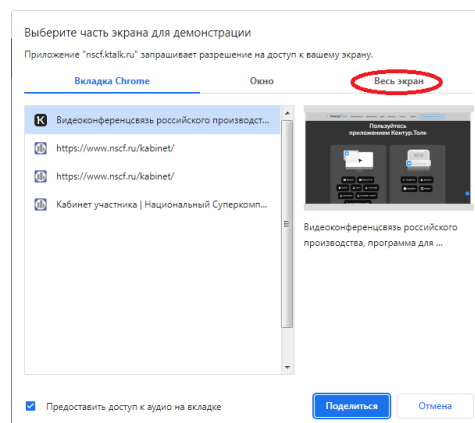 Выберите часть экрана для демонстрации
Приложение "nscf.ktalk.ru" запрашивает разрешение на доступ к вашему экрану.
Вкладка Chrome Окно Весь экран
Видеоконференцсвязь российского производст...
https://www.nscf.ru/kabinet/
https://www.nscf.ru/kabinet/
Кабинет участника | Национальный Суперкомп...
Пользуйтесь
приложением Контур.Толк
Видеоконференцсвязь российского
производства, программа для ...
Предоставить доступ к аудио на вкладке
Поделиться Отмена